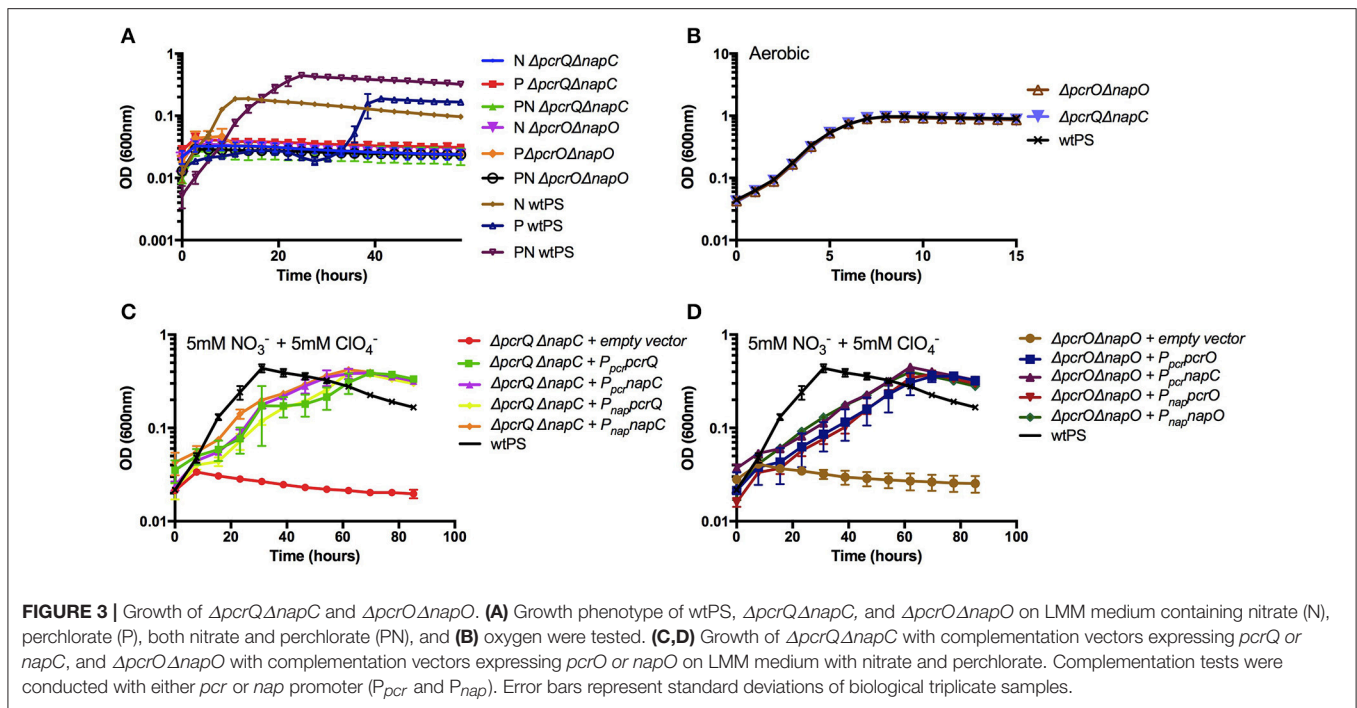 A
OD (600nm)
1
0.1
0.01
0.001
0 20 40
Time (hours)
N ΔpcrQΔnapC
P ΔpcrQΔnapC
PN ΔpcrQΔnapC
N ΔpcrOΔnapO
PΔpcrOΔnapO
PN ΔpcrOΔnapO
N wtPS
P wtPS
PN wtPS
B
Aerobic
OD (600nm)
1
0.1
0.01
0 5 10 15
Time (hours)
ΔpcrOΔnapO
ΔpcrQΔnapC
wtPS
C
5mM NO₃⁻ + 5mM ClO₄⁻
OD (600nm)
1
0.1
0.01
0 20 40 60 80 100
Time (hours)
ΔpcrQ ΔnapC + empty vector
ΔpcrQ ΔnapC + PpcrpcrQ
ΔpcrQ ΔnapC + PpcrnapC
ΔpcrQ ΔnapC + PnappcrQ
ΔpcrQ ΔnapC + PnapnapC
wtPS
D
5mM NO₃⁻ + 5mM ClO₄⁻
OD (600nm)
1
0.1
0.01
0 20 40 60 80 100
Time (hours)
ΔpcrOΔnapO + empty vector
ΔpcrOΔnapO + PpcrpcrO
ΔpcrOΔnapO + PpcrnapC
ΔpcrOΔnapO + PnappcrO
ΔpcrOΔnapO + PnapnapO
wtPS
FIGURE 3 | Growth of ΔpcrQΔnapC and ΔpcrOΔnapO. (A) Growth phenotype of wtPS, ΔpcrQΔnapC, and ΔpcrOΔnapO on LMM medium containing nitrate (N),
perchlorate (P), both nitrate and perchlorate (PN), and (B) oxygen were tested. (C,D) Growth of ΔpcrQΔnapC with complementation vectors expressing pcrQ or
napC, and ΔpcrOΔnapO with complementation vectors expressing pcrO or napO on LMM medium with nitrate and perchlorate. Complementation tests were
conducted with either pcr or nap promoter (Ppcr and Pnap). Error bars represent standard deviations of biological triplicate samples.